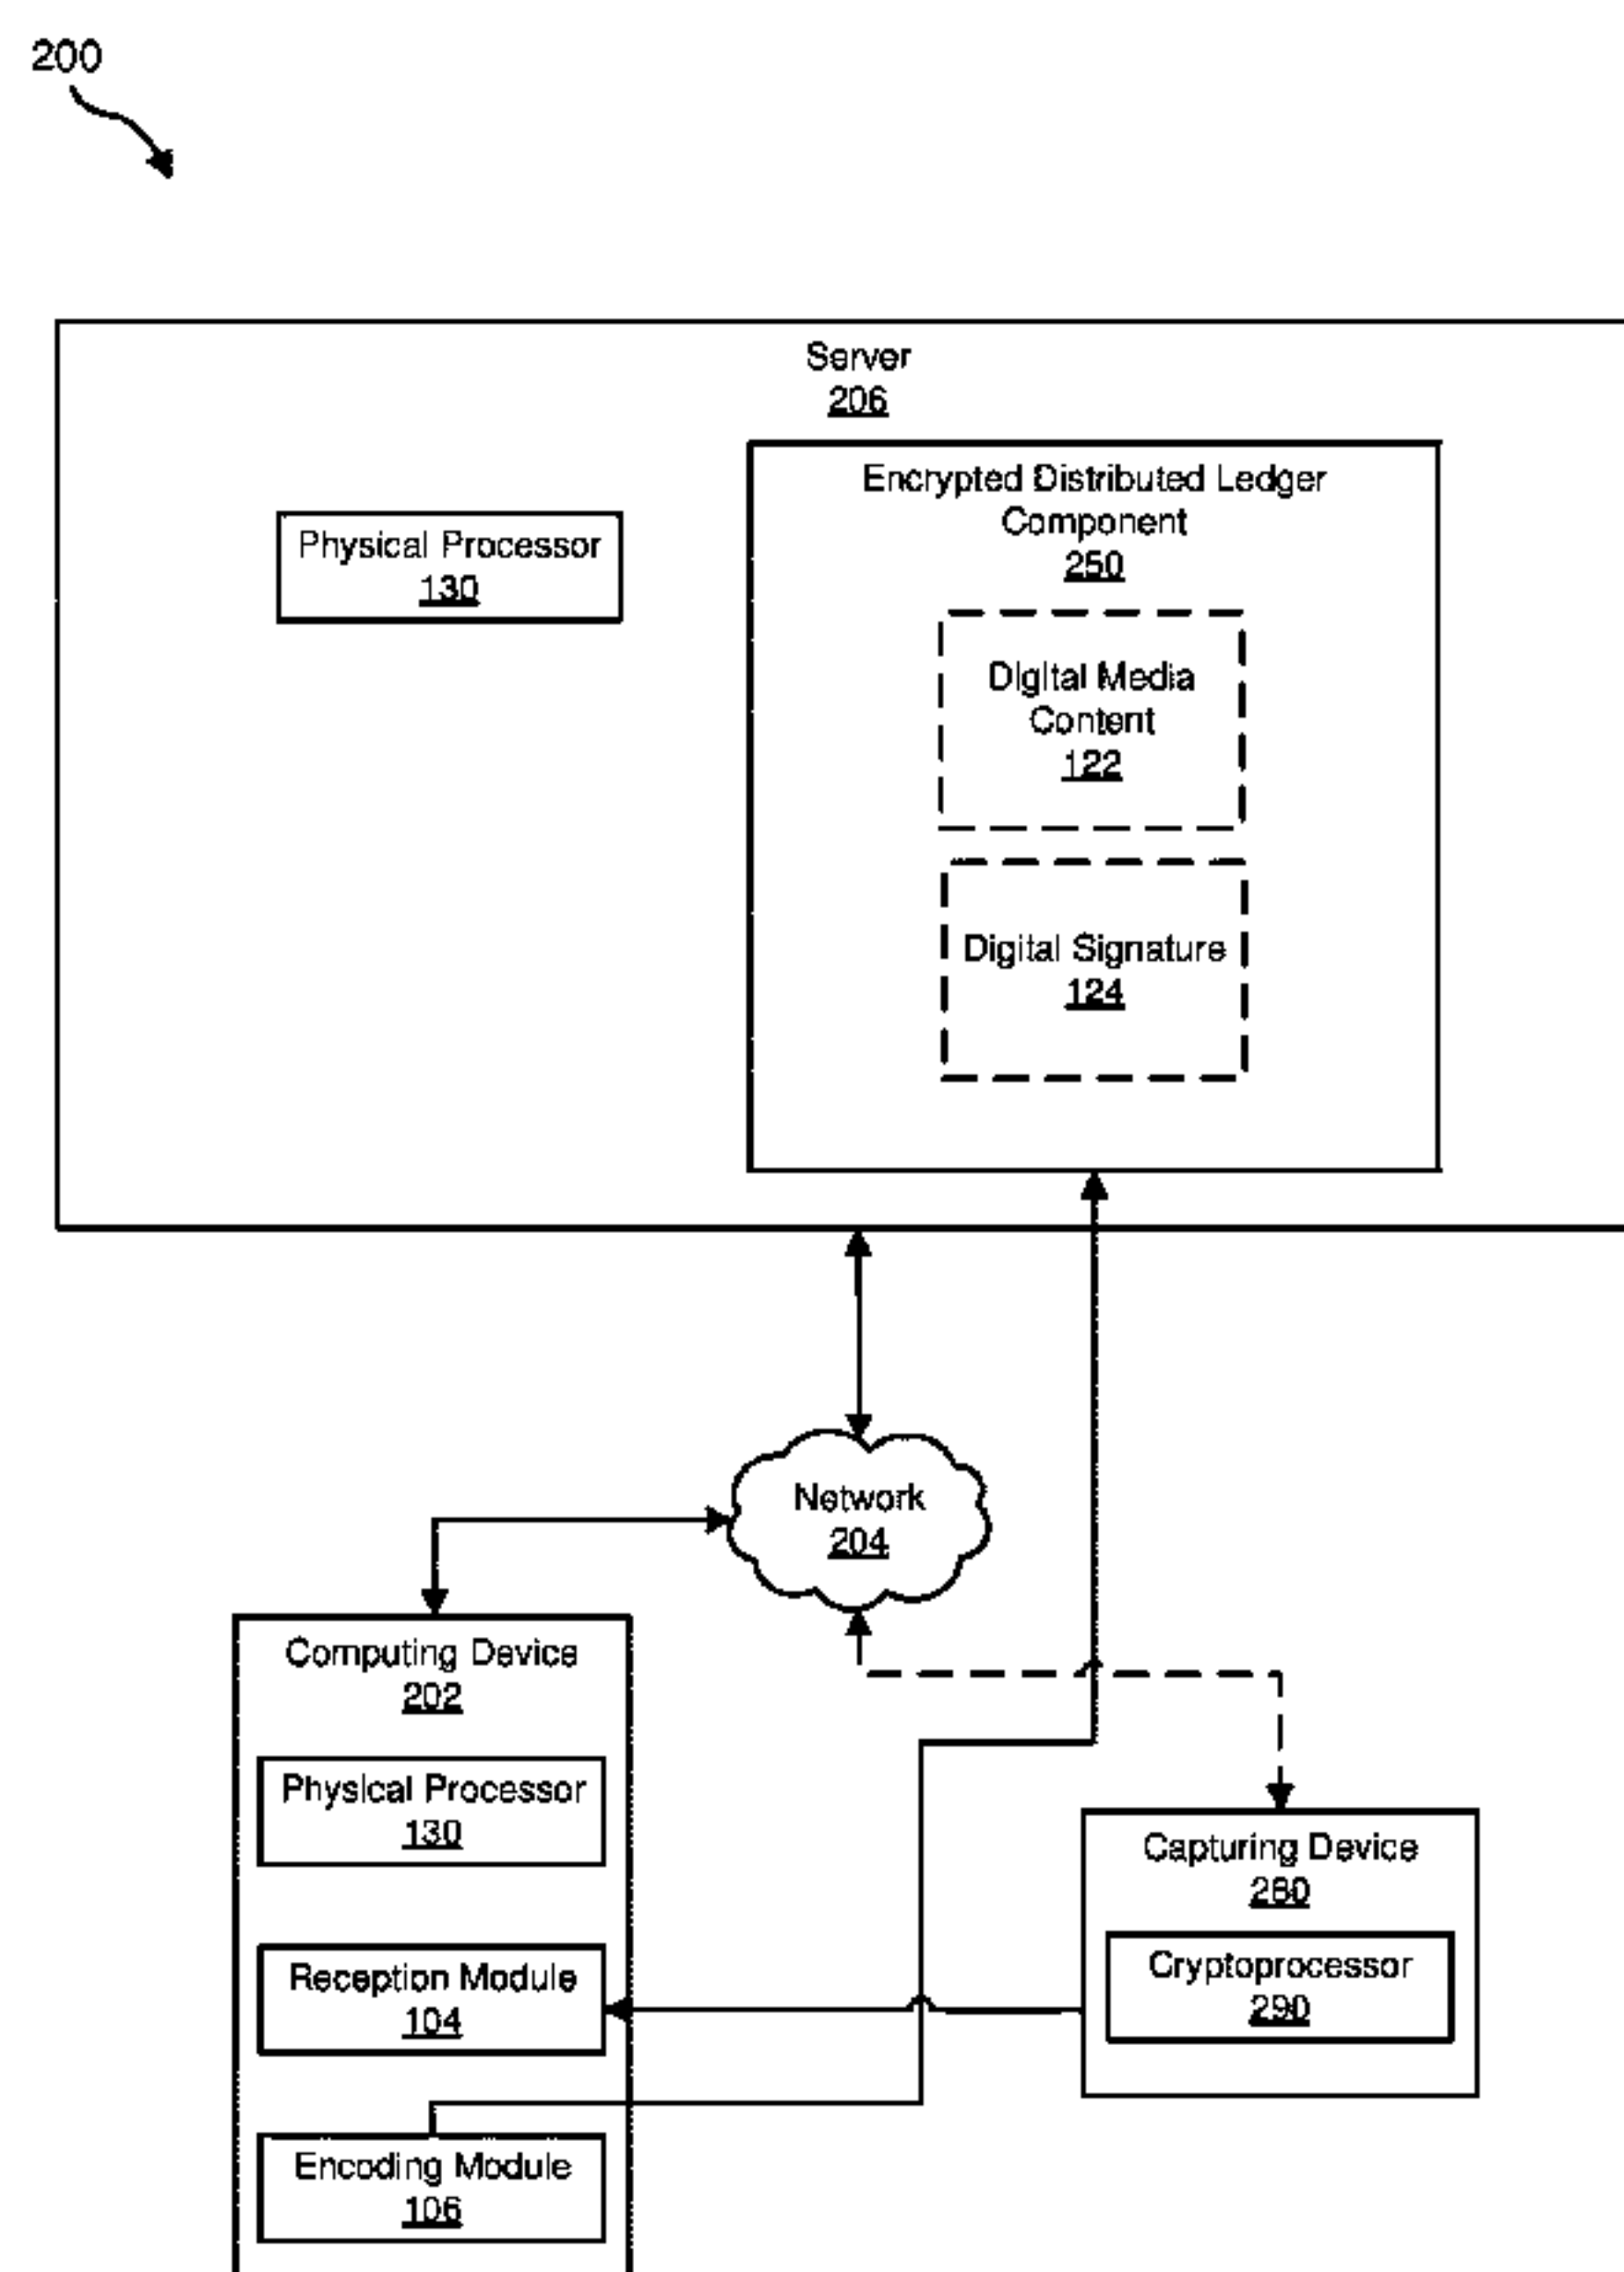 200
Server
206
Encrypted Distributed Ledger
Component
250
Physical Processor
130
Digital Media
Content
122
Digital Signature
124
Network
204
Computing Device
202
Physical Processor
130
Reception Module
104
Encoding Module
106
Capturing Device
280
Cryptoprocessor
290